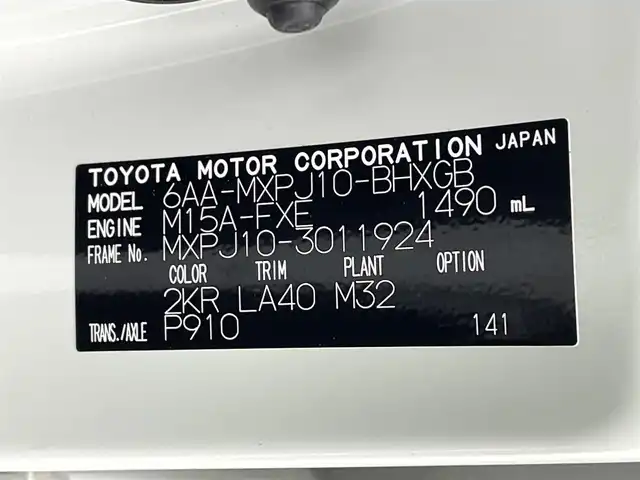 TOYOTA MOTOR CORPORATION JAPAN
MODEL 6AA-MXPJ10-BHXGB
ENGINE M15A-FXE 1490 mL
FRAME No. MXPJ10-3011924
COLOR TRIM PLANT OPTION
2KR LA40 M32
TRANS./AXLE P910 141